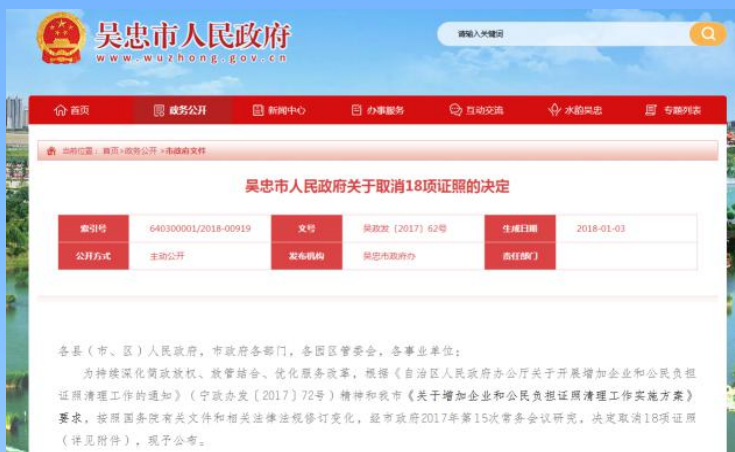 吴忠市人民政府
www.wuzhong.gov.cn
请输入关键词
首页 政务公开 新闻中心 办事服务 互动交流 水韵吴忠 专题列表
当前位置：首页>政务公开>市政府文件
吴忠市人民政府关于取消18项证照的决定
索引号 640300001/2018-00919 文号 吴政发〔2017〕62号 生成日期 2018-01-03
公开方式 主动公开 发布机构 吴忠市政府办 责任部门
各县（市、区）人民政府，市政府各部门，各园区管委会，各事业单位：
为持续深化简政放权、放管结合、优化服务改革，根据《自治区人民政府办公厅关于开展增加企业和公民负担
证照清理工作的通知》（宁政办发〔2017〕72号）精神和我市《关于增加企业和公民负担证照清理工作实施方案》
要求，按照国务院有关文件和相关法律法规修订变化，经市政府2017年第15次常务会议研究，决定取消18项证照
（详见附件），现予公布。